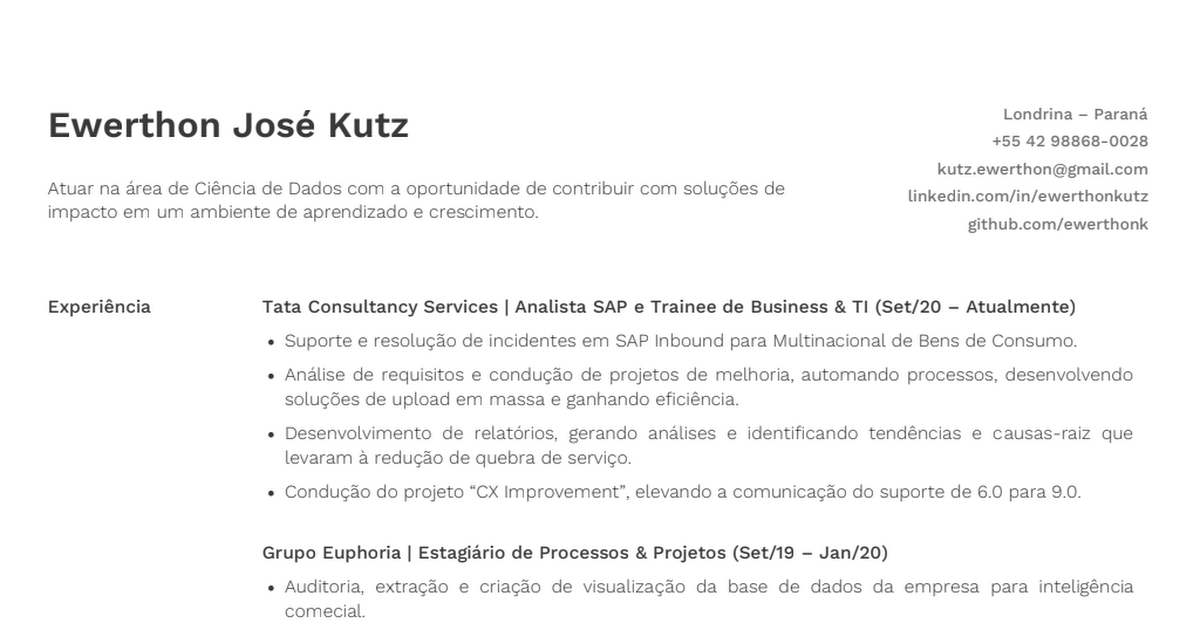 Ewerthon José Kutz
Atuar na área de Ciência de Dados com a oportunidade de contribuir com soluções de
impacto em um ambiente de aprendizado e crescimento.
Londrina – Paraná
+55 42 98868-0028
kutz.ewerthon@gmail.com
linkedin.com/in/ewerthonkutz
github.com/ewerthonk
Experiência
Tata Consultancy Services | Analista SAP e Trainee de Business & TI (Set/20 – Atualmente)
• Suporte e resolução de incidentes em SAP Inbound para Multinacional de Bens de Consumo.
• Análise de requisitos e condução de projetos de melhoria, automando processos, desenvolvendo
soluções de upload em massa e ganhando eficiência.
• Desenvolvimento de relatórios, gerando análises e identificando tendências e causas-raiz que
levaram à redução de quebra de serviço.
• Condução do projeto “CX Improvement”, elevando a comunicação do suporte de 6.0 para 9.0.
Grupo Euphoria | Estagiário de Processos & Projetos (Set/19 – Jan/20)
• Auditoria, extração e criação de visualização da base de dados da empresa para inteligência
comecial.